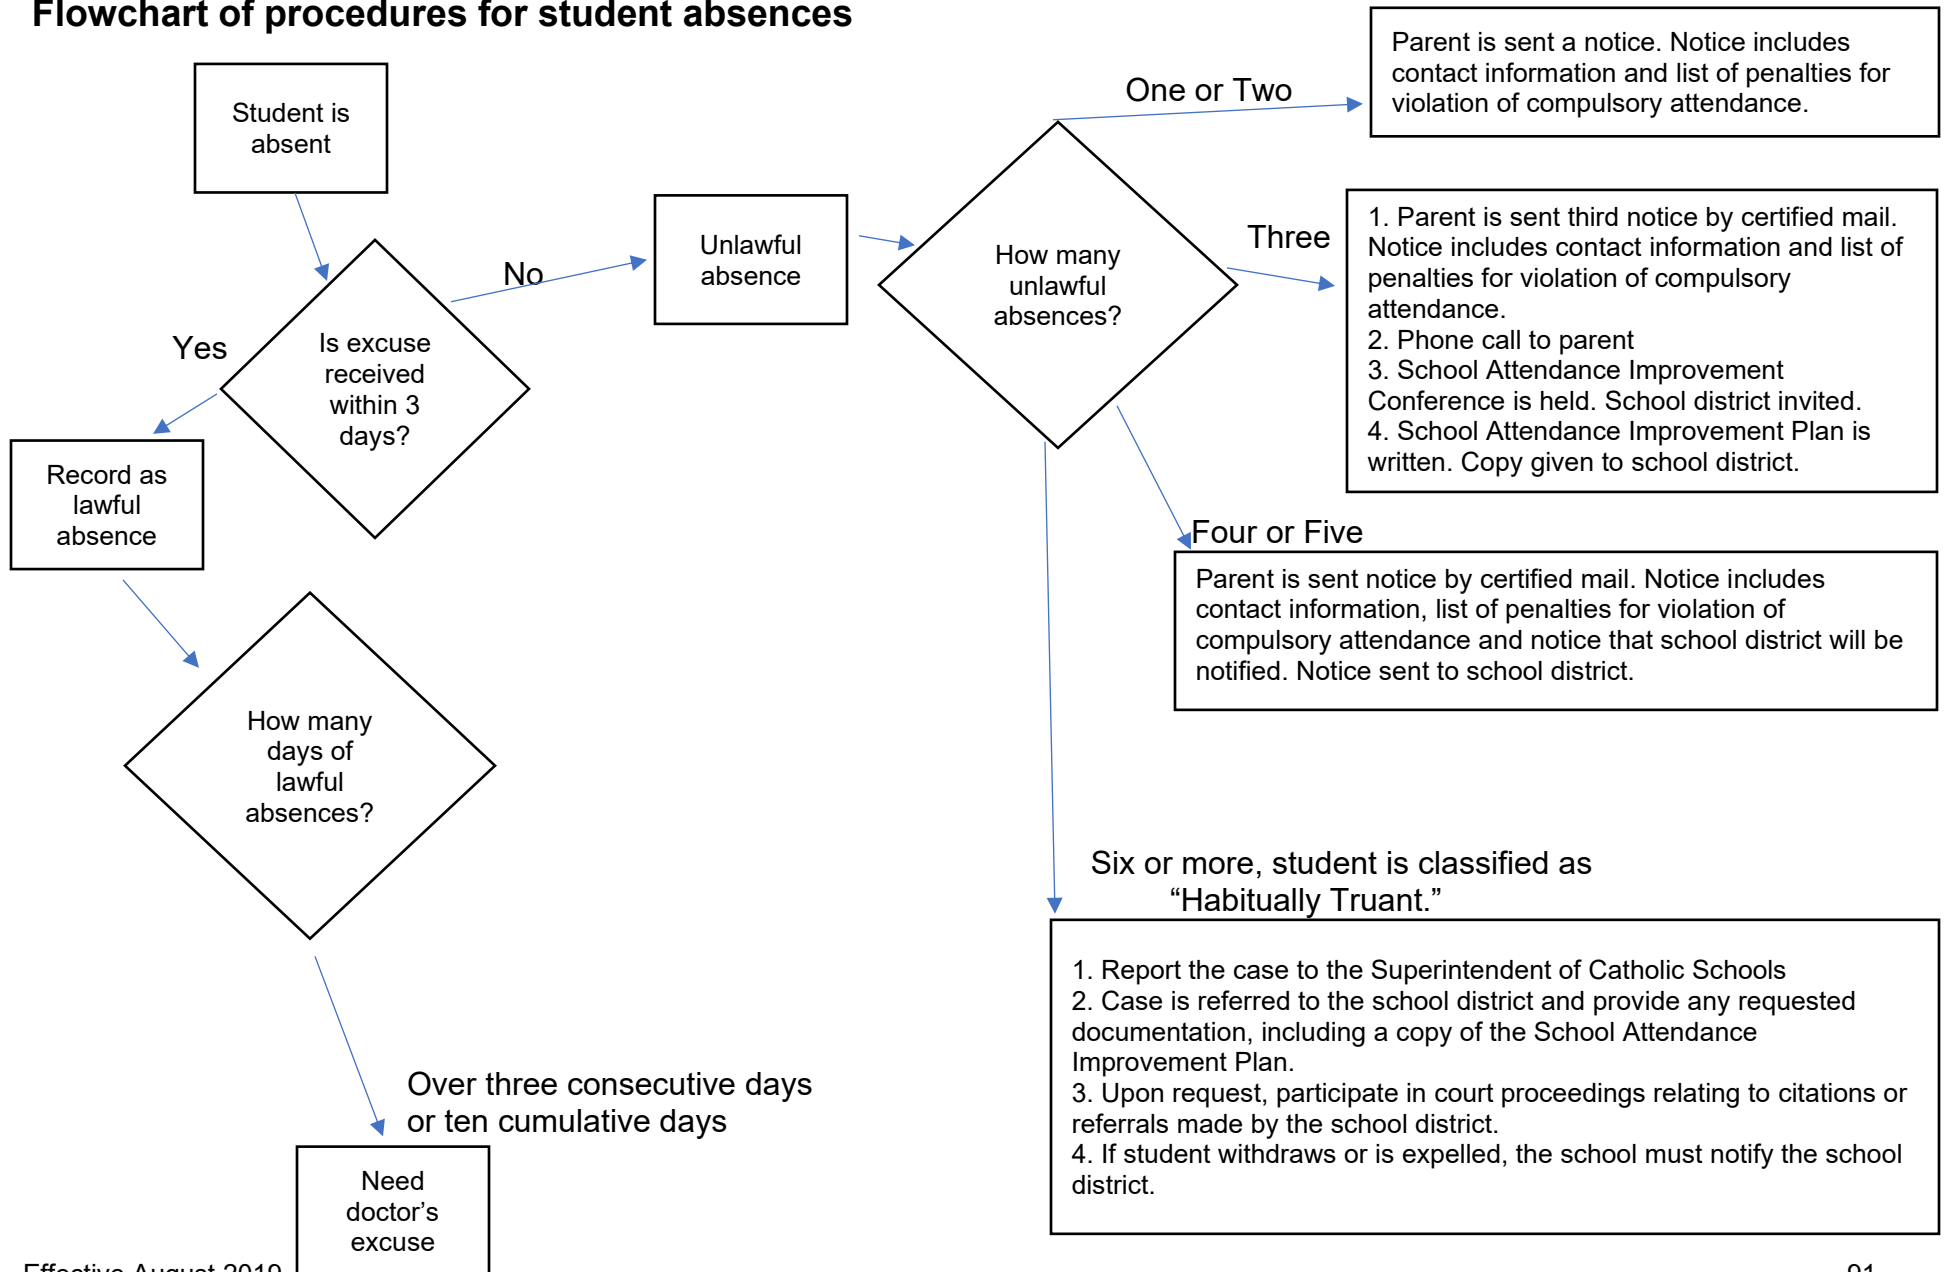 Flowchart of procedures for student absences
Student is
absent
Is excuse
received
within 3
days?
Yes
No
Record as
lawful
absence
How many
days of
lawful
absences?
Over three consecutive days
or ten cumulative days
Need
doctor’s
excuse
Unlawful
absence
How many
unlawful
absences?
One or Two
Parent is sent a notice. Notice includes
contact information and list of penalties for
violation of compulsory attendance.
Three
1. Parent is sent third notice by certified mail.
Notice includes contact information and list of
penalties for violation of compulsory
attendance.
2. Phone call to parent
3. School Attendance Improvement
Conference is held. School district invited.
4. School Attendance Improvement Plan is
written. Copy given to school district.
Four or Five
Parent is sent notice by certified mail. Notice includes
contact information, list of penalties for violation of
compulsory attendance and notice that school district will be
notified. Notice sent to school district.
Six or more, student is classified as
“Habitually Truant.”
1. Report the case to the Superintendent of Catholic Schools
2. Case is referred to the school district and provide any requested
documentation, including a copy of the School Attendance
Improvement Plan.
3. Upon request, participate in court proceedings relating to citations or
referrals made by the school district.
4. If student withdraws or is expelled, the school must notify the school
district.
Effective August 2019
91